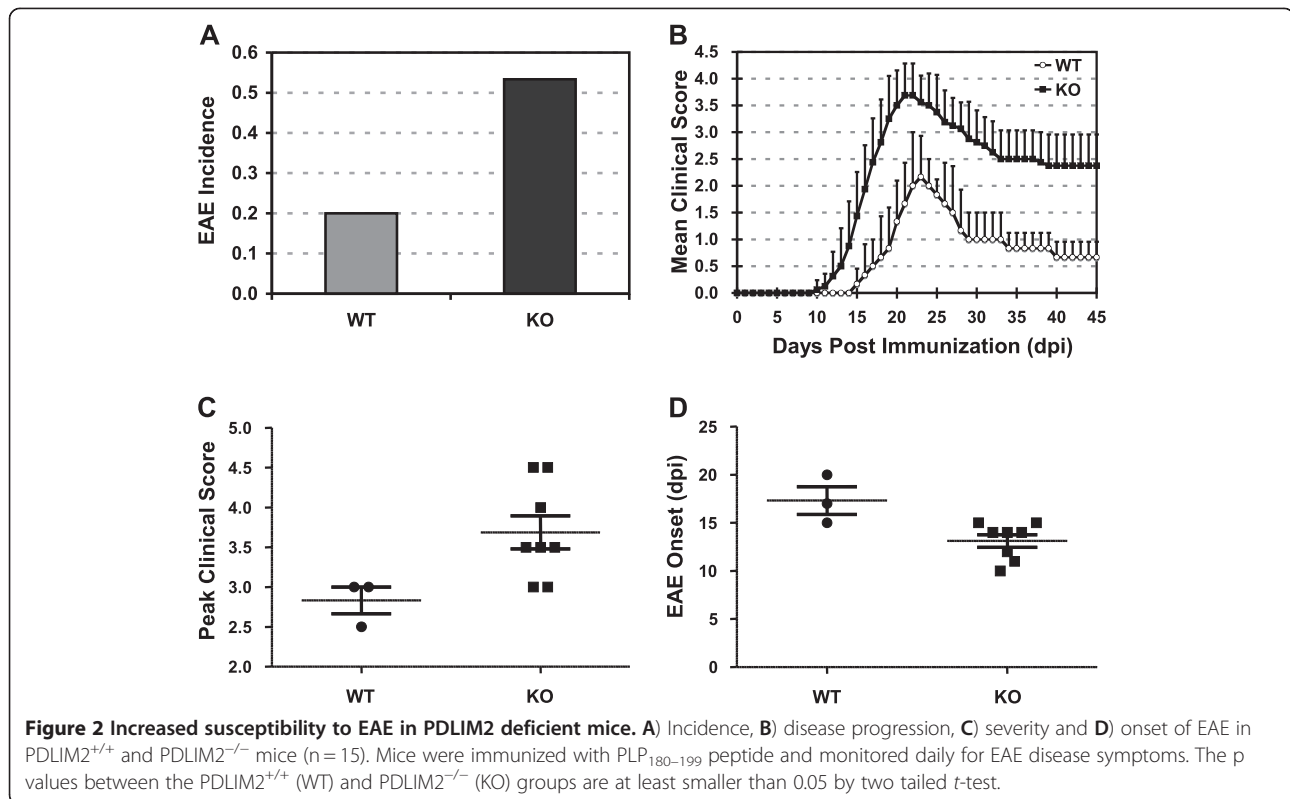 A
EAE Incidence
0.6
0.5
0.4
0.3
0.2
0.1
0.0
WT KO
B
Mean Clinical Score
4.5
4.0
3.5
3.0
2.5
2.0
1.5
1.0
0.5
0.0
WT
KO
0 5 10 15 20 25 30 35 40 45
Days Post Immunization (dpi)
C
Peak Clinical Score
5.0
4.5
4.0
3.5
3.0
2.5
2.0
WT KO
D
EAE Onset (dpi)
25
20
15
10
5
0
WT KO
Figure 2 Increased susceptibility to EAE in PDLIM2 deficient mice. A) Incidence, B) disease progression, C) severity and D) onset of EAE in
PDLIM2+/+ and PDLIM2−/− mice (n = 15). Mice were immunized with PLP180–199 peptide and monitored daily for EAE disease symptoms. The p
values between the PDLIM2+/+ (WT) and PDLIM2−/− (KO) groups are at least smaller than 0.05 by two tailed t-test.